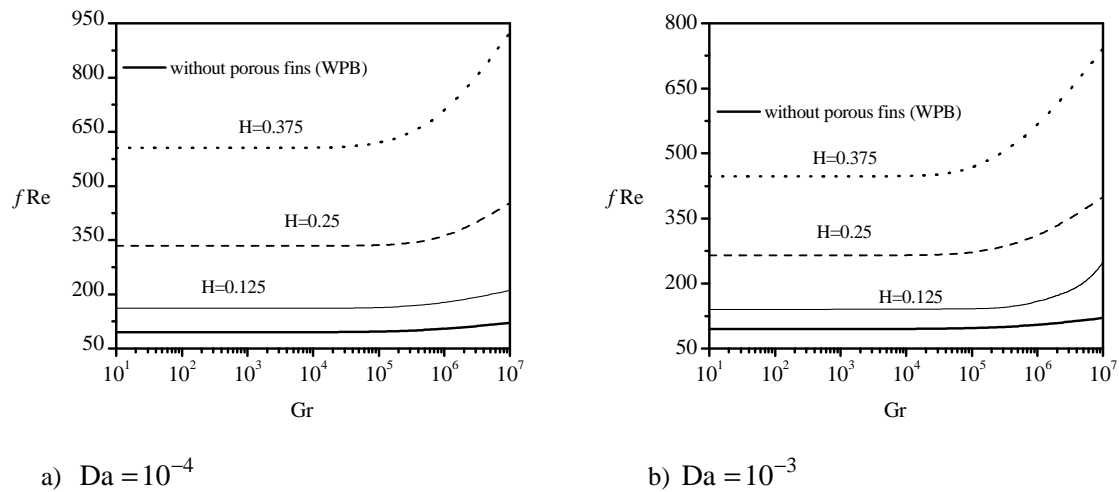 950
800
650
500
350
200
50
f Re
without porous fins (WPB)
H=0.375
H=0.25
H=0.125
10^1 10^2 10^3 10^4 10^5 10^6 10^7
Gr
a) Da = 10^−4
800
650
500
350
200
50
f Re
without porous fins (WPB)
H=0.375
H=0.25
H=0.125
10^1 10^2 10^3 10^4 10^5 10^6 10^7
Gr
b) Da = 10^−3